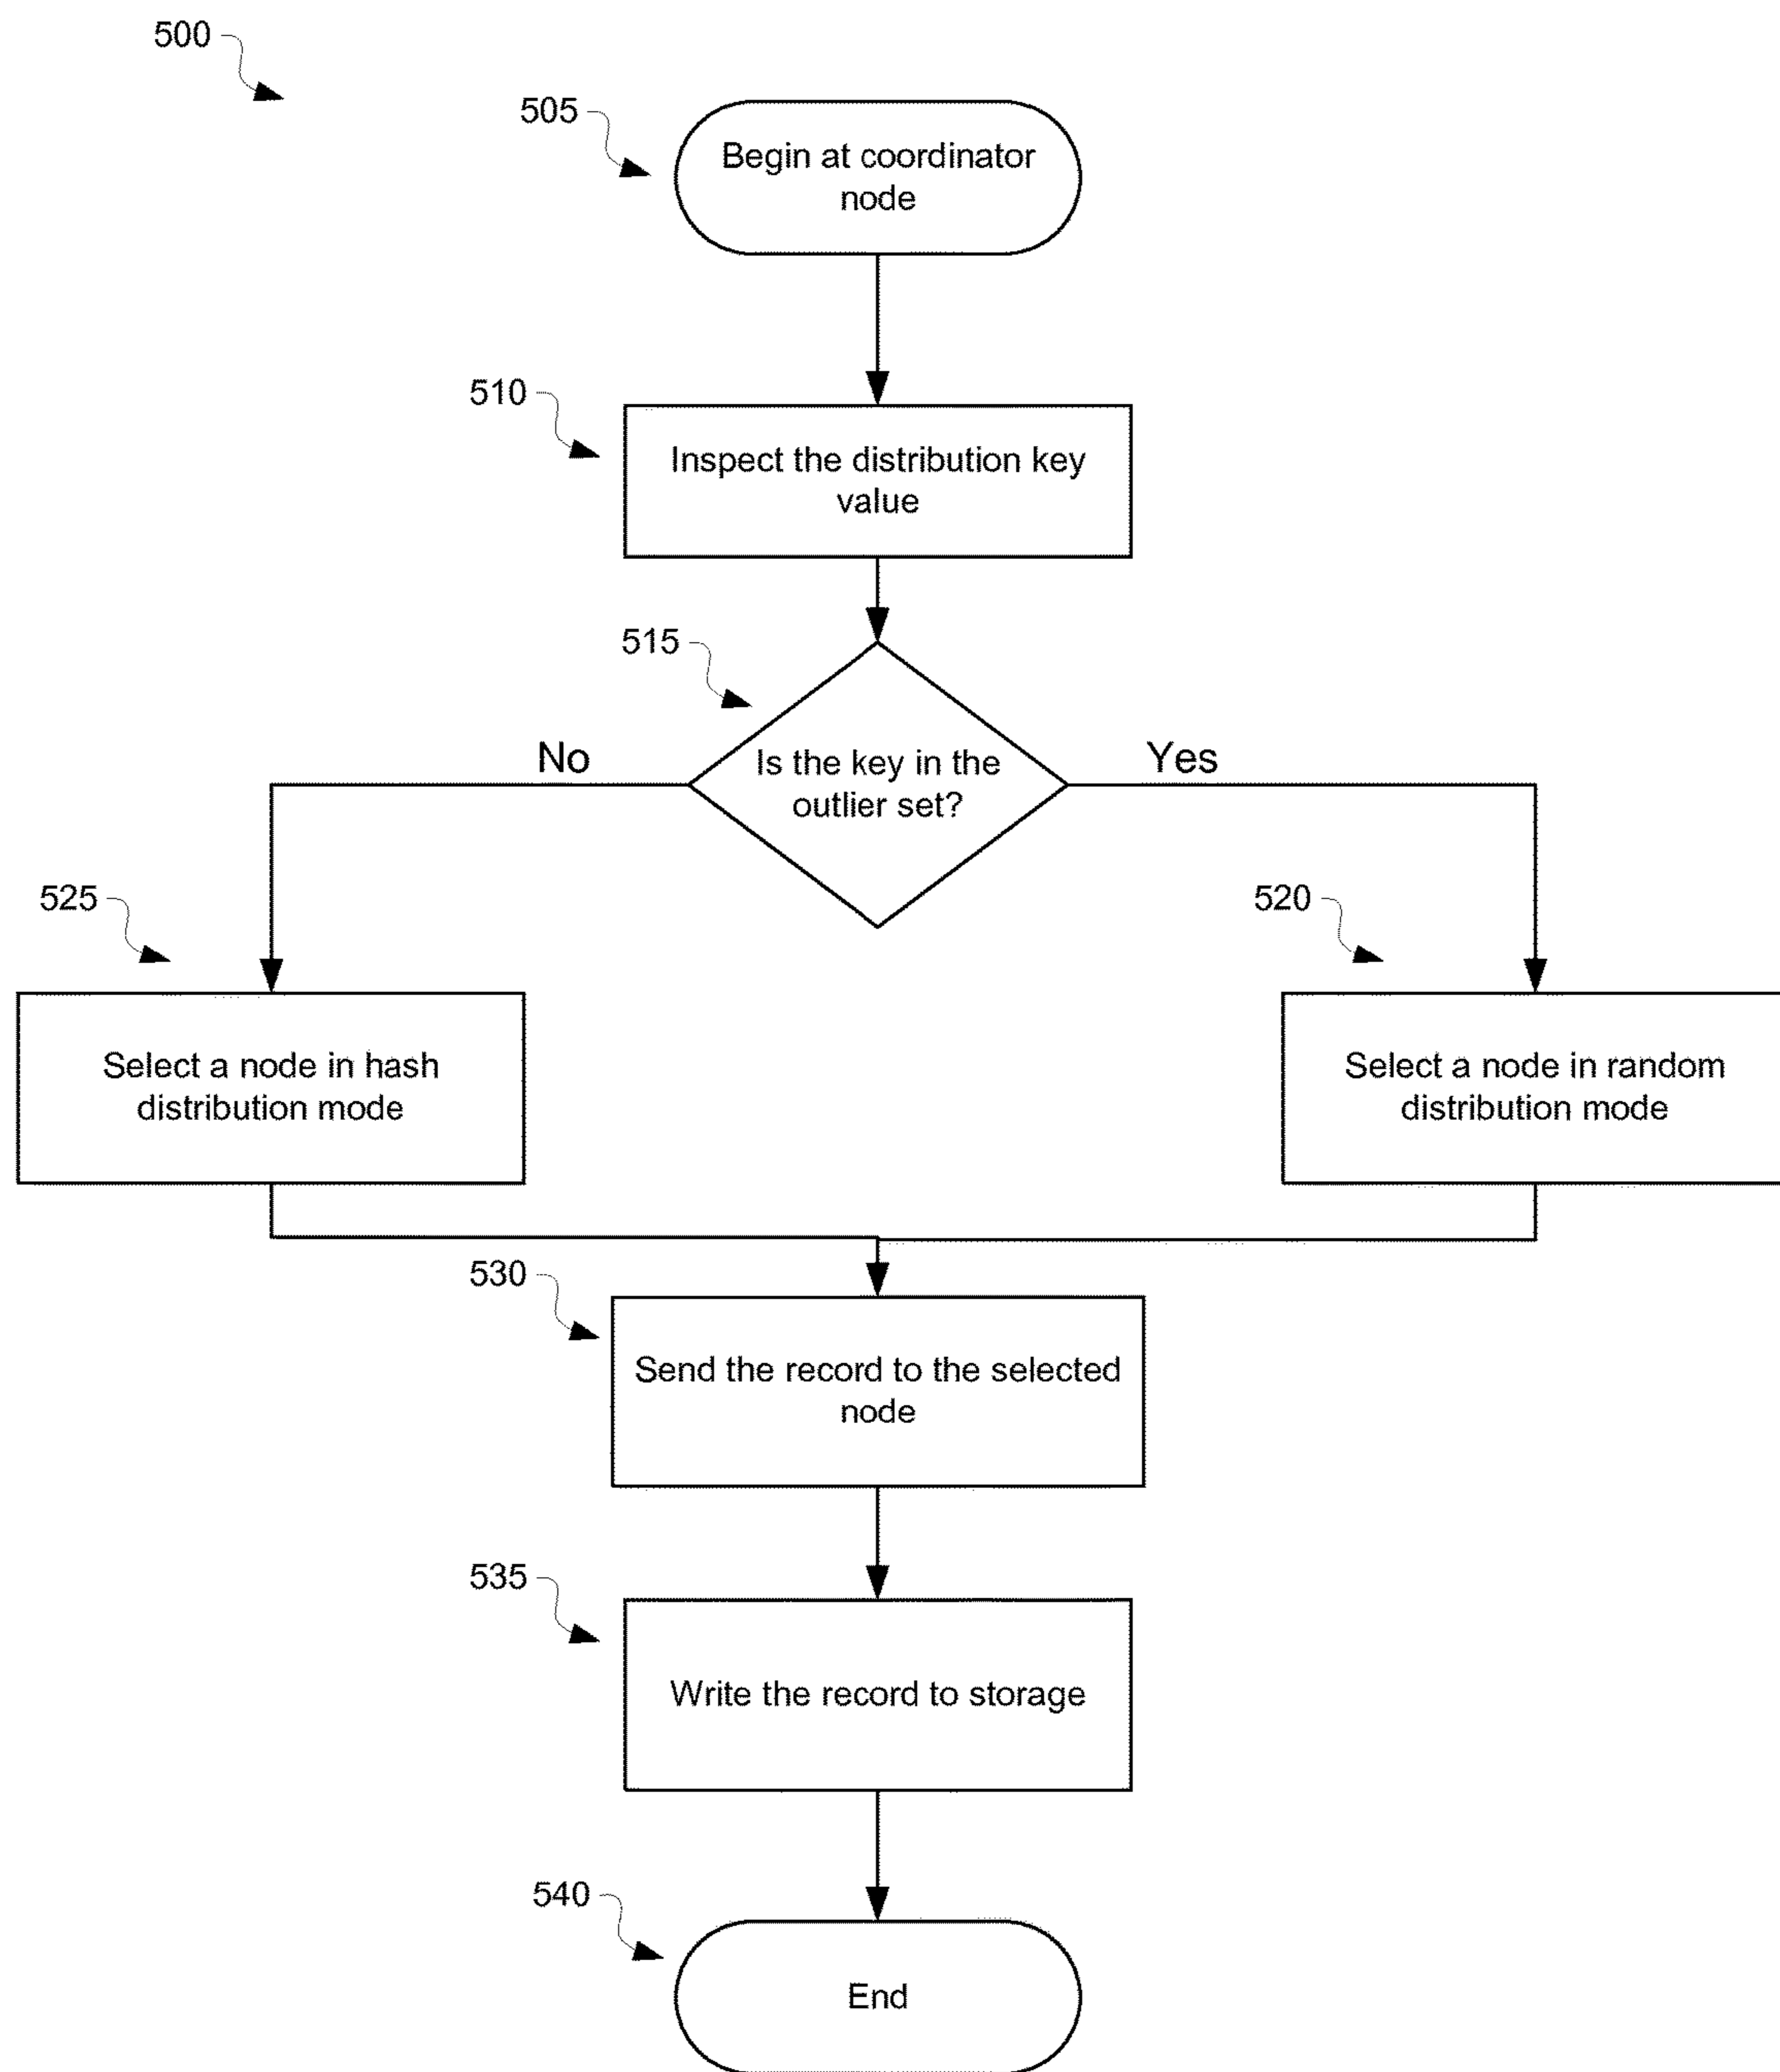 500
505
Begin at coordinator
node
510
Inspect the distribution key
value
515
No
Is the key in the
outlier set?
Yes
525
520
Select a node in hash
distribution mode
Select a node in random
distribution mode
530
Send the record to the selected
node
535
Write the record to storage
540
End